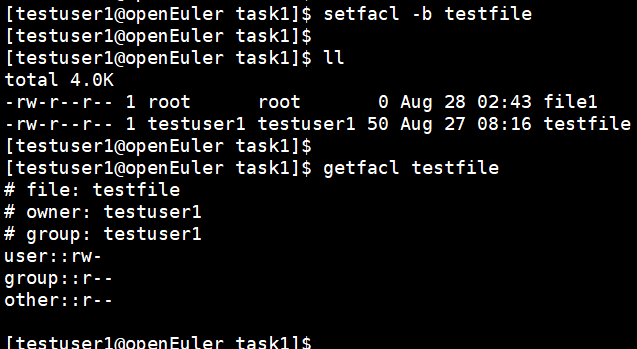 [testuser1@openEuler task1]$ setfacl -b testfile
[testuser1@openEuler task1]$
[testuser1@openEuler task1]$ ll
total 4.0K
-rw-r--r-- 1 root      root       0 Aug 28 02:43 file1
-rw-r--r-- 1 testuser1 testuser1 50 Aug 27 08:16 testfile
[testuser1@openEuler task1]$
[testuser1@openEuler task1]$ getfacl testfile
# file: testfile
# owner: testuser1
# group: testuser1
user::rw-
group::r--
other::r--

[testuser1@openEuler task1]$